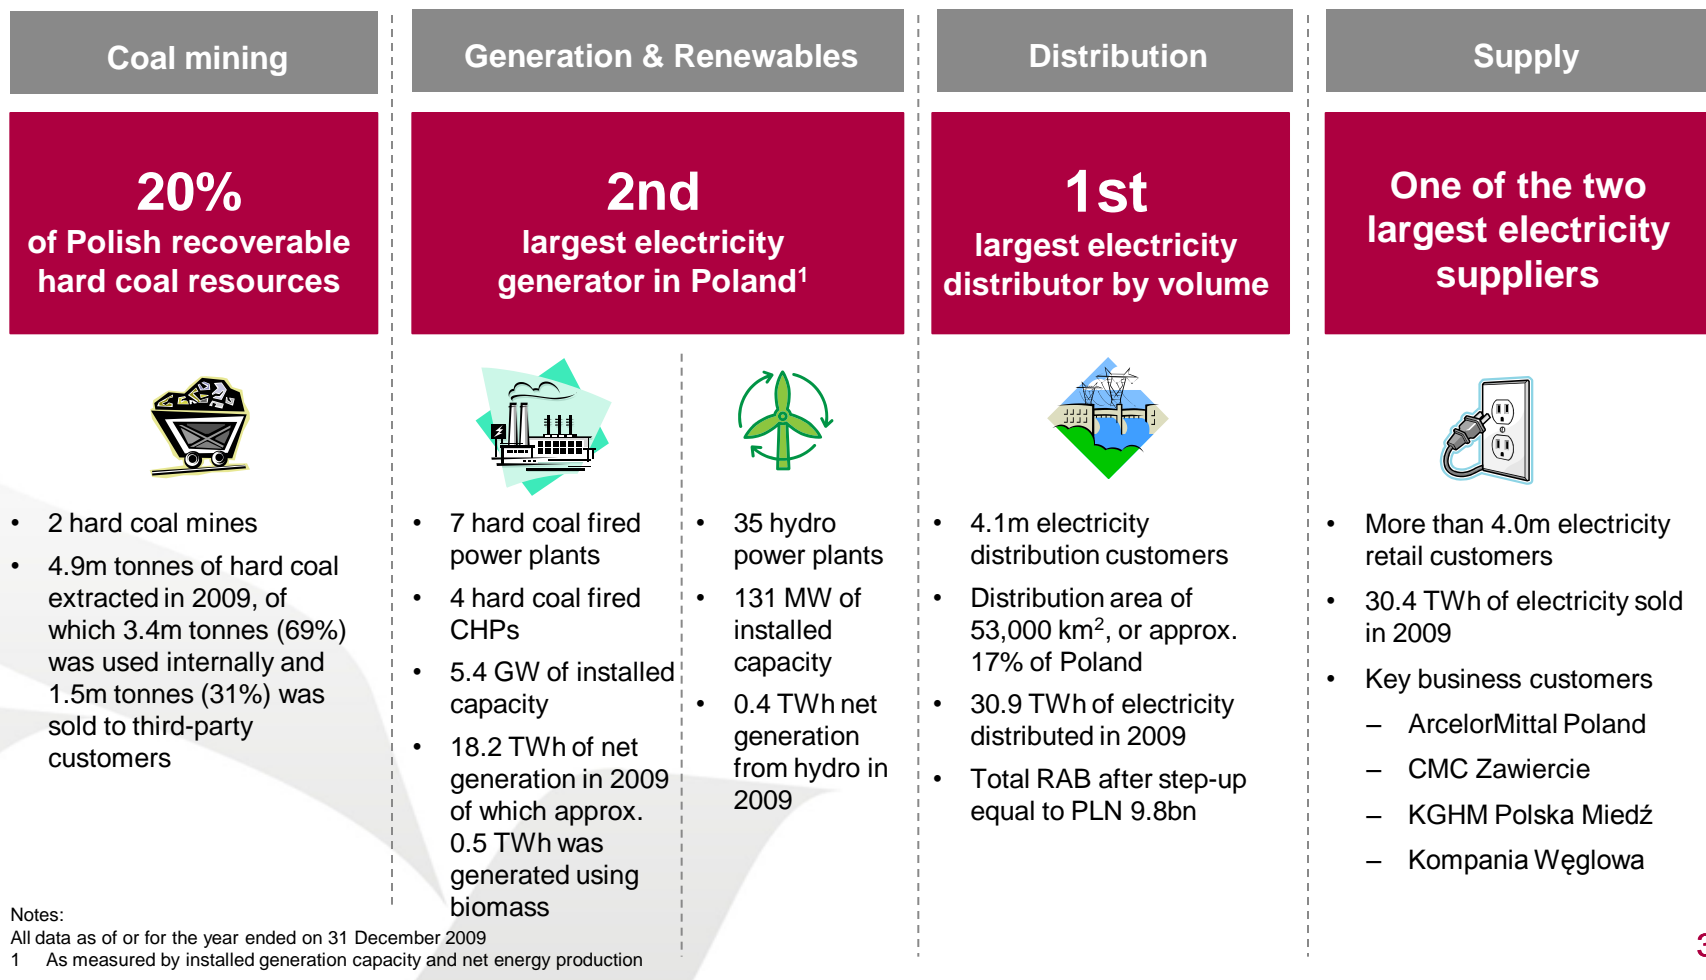 Coal mining
20%
of Polish recoverable
hard coal resources
• 2 hard coal mines
• 4.9m tonnes of hard coal
extracted in 2009, of
which 3.4m tonnes (69%)
was used internally and
1.5m tonnes (31%) was
sold to third-party
customers
Generation & Renewables
2nd
largest electricity
generator in Poland¹
• 7 hard coal fired
power plants
• 4 hard coal fired
CHPs
• 5.4 GW of installed
capacity
• 18.2 TWh of net
generation in 2009
of which approx.
0.5 TWh was
generated using
biomass
• 35 hydro
power plants
• 131 MW of
installed
capacity
• 0.4 TWh net
generation
from hydro in
2009
Distribution
1st
largest electricity
distributor by volume
• 4.1m electricity
distribution customers
• Distribution area of
53,000 km², or approx.
17% of Poland
• 30.9 TWh of electricity
distributed in 2009
• Total RAB after step-up
equal to PLN 9.8bn
Supply
One of the two
largest electricity
suppliers
• More than 4.0m electricity
retail customers
• 30.4 TWh of electricity sold
in 2009
• Key business customers
– ArcelorMittal Poland
– CMC Zawiercie
– KGHM Polska Miedź
– Kompania Węglowa
Notes:
All data as of or for the year ended on 31 December 2009
1 As measured by installed generation capacity and net energy production
3